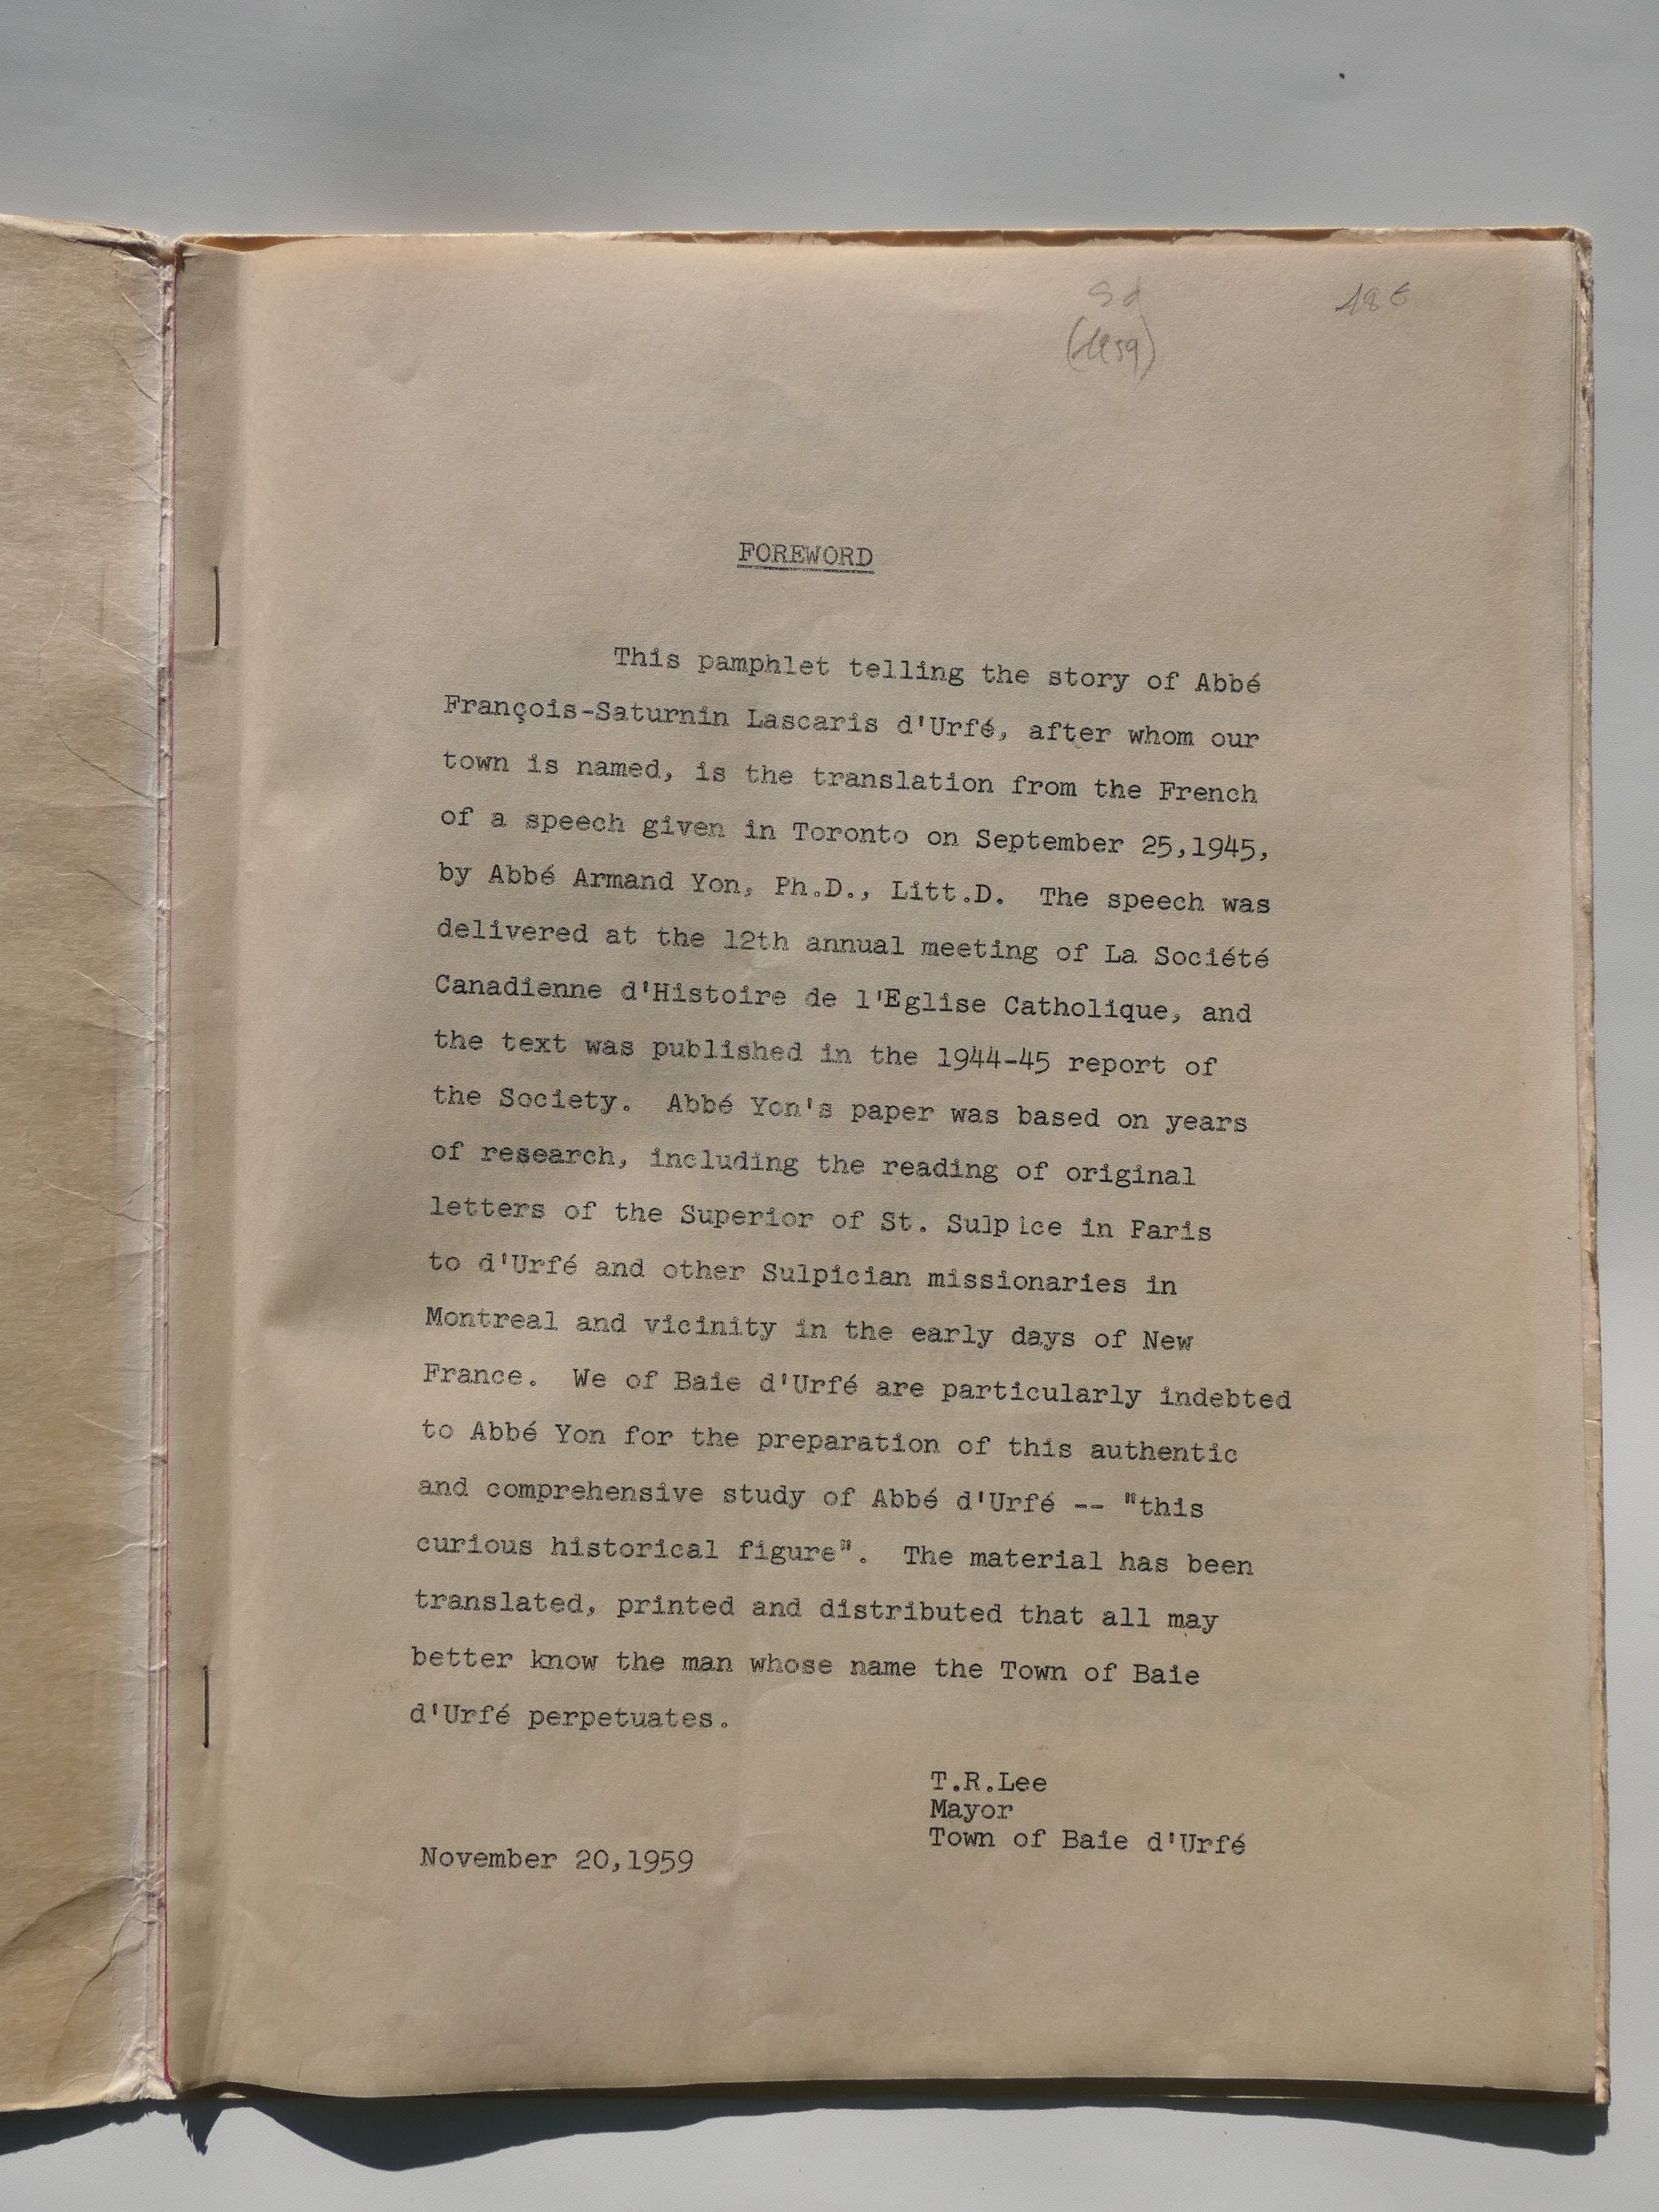 FOREWORD
This pamphlet telling the story of Abbé
François-Saturnin Lascaris d'Urfé, after whom our
town is named, is the translation from the French
of a speech given in Toronto on September 25,1945,
by Abbé Armand Yon, Ph.D., Litt.D. The speech was
delivered at the 12th annual meeting of La Société
Canadienne d'Histoire de l'Eglise Catholique, and
the text was published in the 1944-45 report of
the Society. Abbé Yon's paper was based on years
of research, including the reading of original
letters of the Superior of St. Sulpice in Paris
to d'Urfé and other Sulpician missionaries in
Montreal and vicinity in the early days of New
France. We of Baie d'Urfé are particularly indebted
to Abbé Yon for the preparation of this authentic
and comprehensive study of Abbé d'Urfé -- "this
curious historical figure". The material has been
translated, printed and distributed that all may
better know the man whose name the Town of Baie
d'Urfé perpetuates.
T.R.Lee
Mayor
Town of Baie d'Urfé
November 20,1959